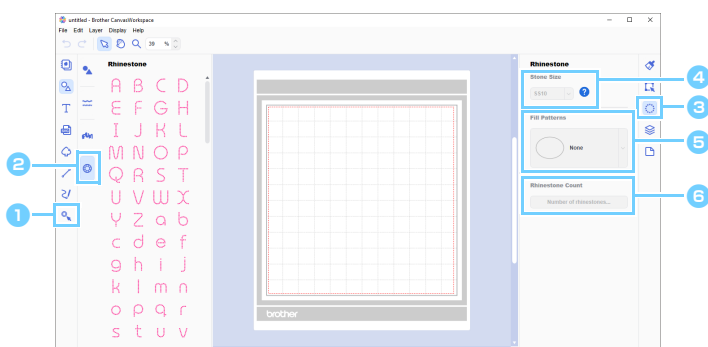 untitled - Brother CanvasWorkspace
File Edit Layer Display Help
39 %
Rhinestone
A B C D
E F G H
I J K L
M N O P
Q R S T
U V W X
Y Z a b
c d e f
g h i j
k l m n
o p q r
s t u v
brother
Rhinestone
Stone Size
SS10
?
Fill Patterns
None
Rhinestone Count
Number of rhinestones...
1
2
3
4
5
6